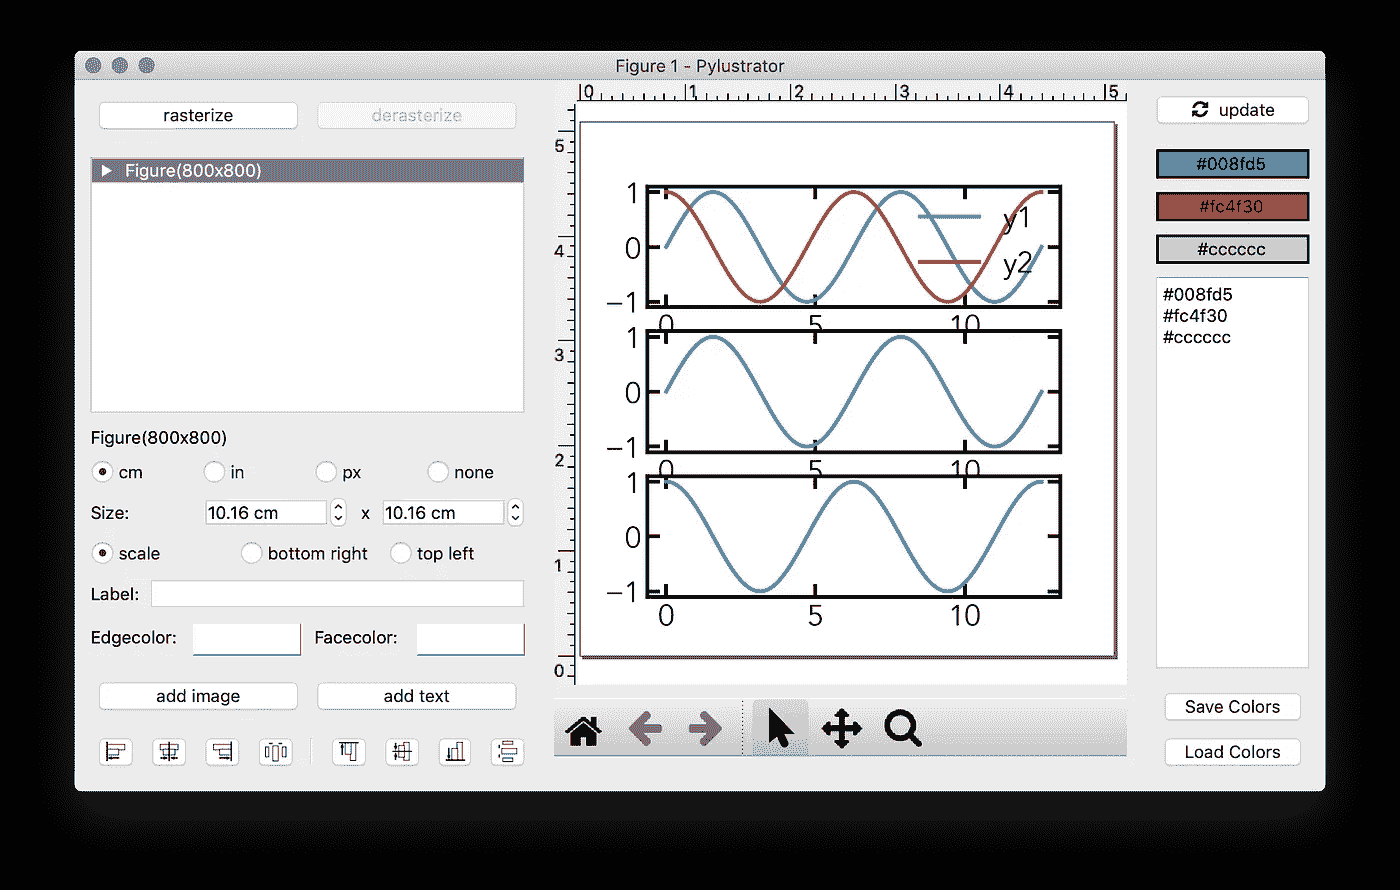 Figure 1 - Pylustrator
rasterize
derasterize
Figure(800x800)
Figure(800x800)
cm in px none
Size: 10.16 cm x 10.16 cm
scale bottom right top left
Label:
Edgecolor: Facecolor:
add image add text
0 1 2 3 4 5
5
4
3
2
1
0
1
0
−1
0 5 10
y1
y2
1
0
−1
0 5 10
1
0
−1
0 5 10
update
#008fd5
#fc4f30
#cccccc
#008fd5
#fc4f30
#cccccc
Save Colors
Load Colors